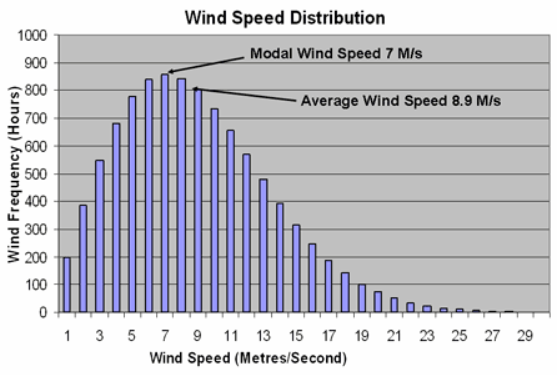 Wind Speed Distribution
1000
900
800
700
600
500
400
300
200
100
0
Wind Frequency (Hours)
Modal Wind Speed 7 M/s
Average Wind Speed 8.9 M/s
1 3 5 7 9 11 13 15 17 19 21 23 25 27 29
Wind Speed (Metres/Second)